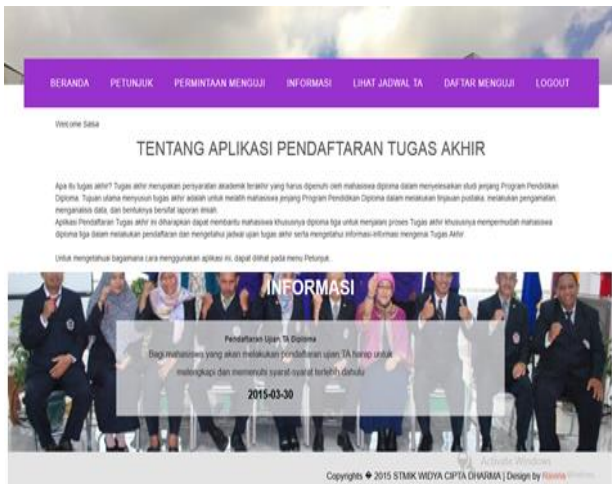 BERANDA PETUNJUK PERMINTAAN MENGUJI INFORMASI LIHAT JADWAL TA DAFTAR MENGUJI LOGOUT
Welcome Salsa
TENTANG APLIKASI PENDAFTARAN TUGAS AKHIR
Apa itu tugas akhir? Tugas akhir merupakan persyaratan akademik terakhir yang harus dipenuhi oleh mahasiswa diploma dalam menyelesaikan studi jenjang Program Pendidikan
Diploma. Tujuan utama menyusun tugas akhir adalah untuk melatih mahasiswa jenjang Program Pendidikan Diploma dalam melakukan tinjauan pustaka, melakukan pengamatan,
menganalisis data, dan bentuknya bersifat laporan ilmiah.
Aplikasi Pendaftaran Tugas Akhir ini diharapkan dapat membantu mahasiswa khususnya diploma tiga untuk menjalani proses Tugas akhir khususnya mempermudah mahasiswa
diploma tiga dalam melakukan pendaftaran dan mengetahui jadwal ujian tugas akhir serta mengetahui informasi-informasi mengenai Tugas Akhir.
Untuk mengetahuai bagaimana cara menggunakan aplikasi ini, dapat dilihat pada menu Petunjuk.
INFORMASI
Pendaftaran Ujian TA Diploma
Bagi mahasiswa yang akan melakukan pendaftaran ujian TA harap untuk
melengkapi dan memenuhi syarat-syarat terlebih dahulu
2015-03-30
Activate Windows
Copyrights � 2015 STMIK WIDYA CIPTA DHARMA | Design by